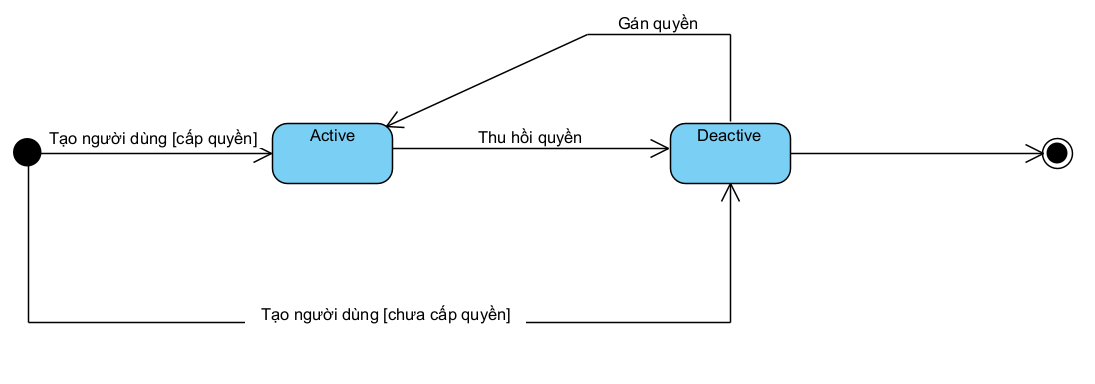 Gán quyền
Tạo người dùng [cấp quyền]
Active
Thu hồi quyền
Deactive
Tạo người dùng [chưa cấp quyền]